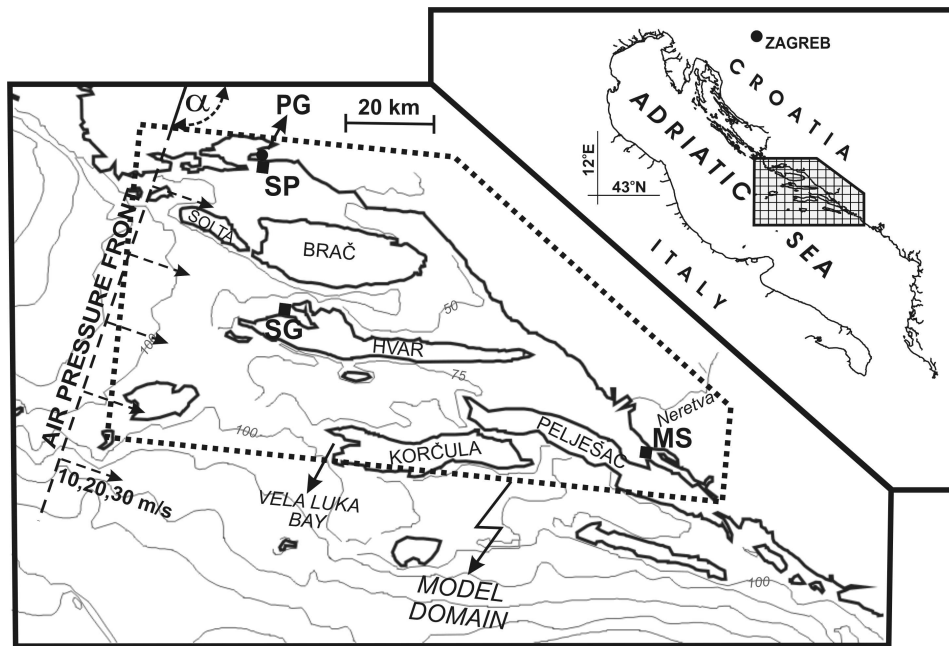 ZAGREB
CROATIA
ADRIATIC
SEA
ITALY
12°E
43°N
α
PG
20 km
SP
ŠOLTA
BRAČ
AIR PRESSURE FRONT
50
100
SG
HVAR
75
Neretva
MS
PELJEŠAC
KORČULA
100
10,20,30 m/s
VELA LUKA
BAY
MODEL
DOMAIN
100